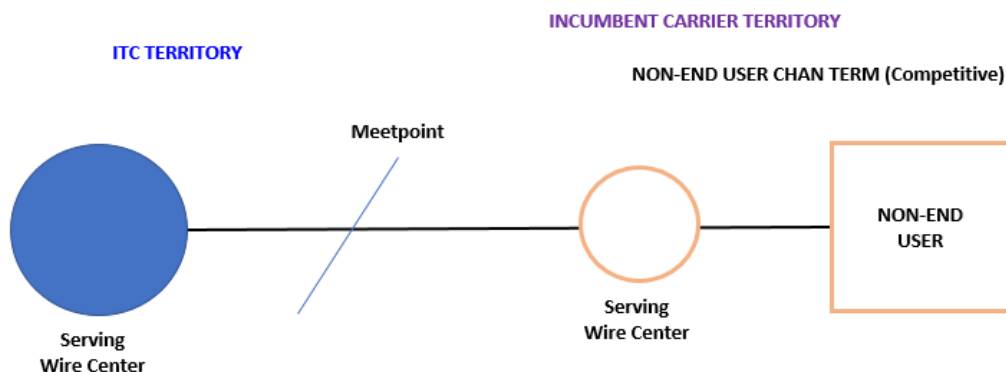 INCUMBENT CARRIER TERRITORY
ITC TERRITORY
NON-END USER CHAN TERM (Competitive)
Meetpoint
NON-END
USER
Serving
Wire Center
Serving
Wire Center